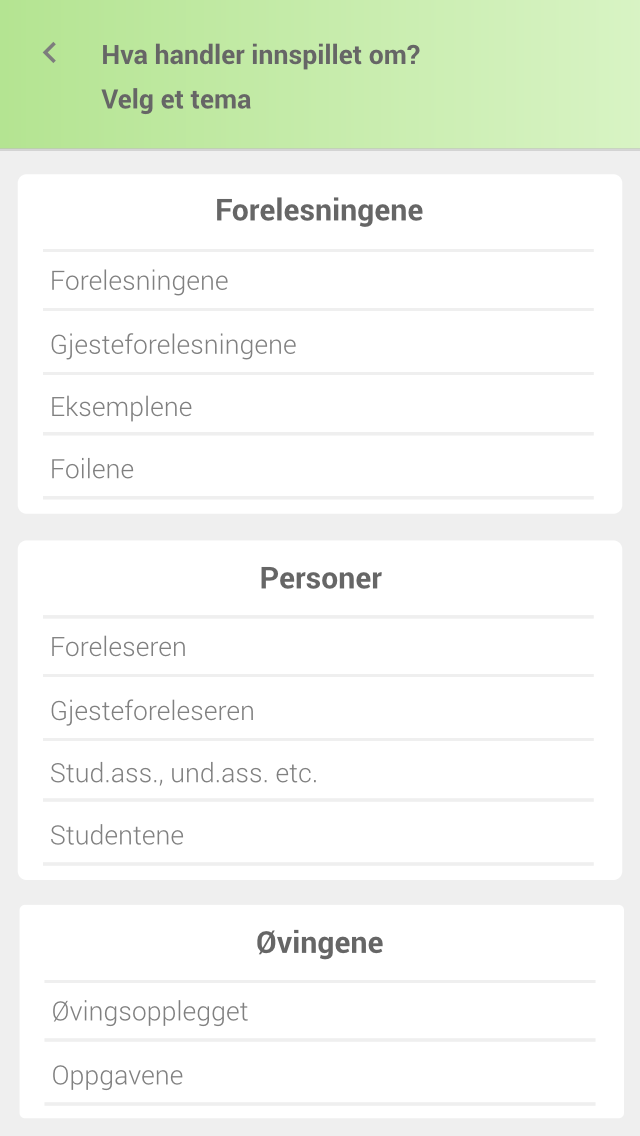 Hva handler innspillet om?
Velg et tema
Forelesningene
Forelesningene
Gjesteforelesningene
Eksemplene
Foilene
Personer
Foreleseren
Gjesteforeleseren
Stud.ass., und.ass. etc.
Studentene
Øvingene
Øvingsopplegget
Oppgavene